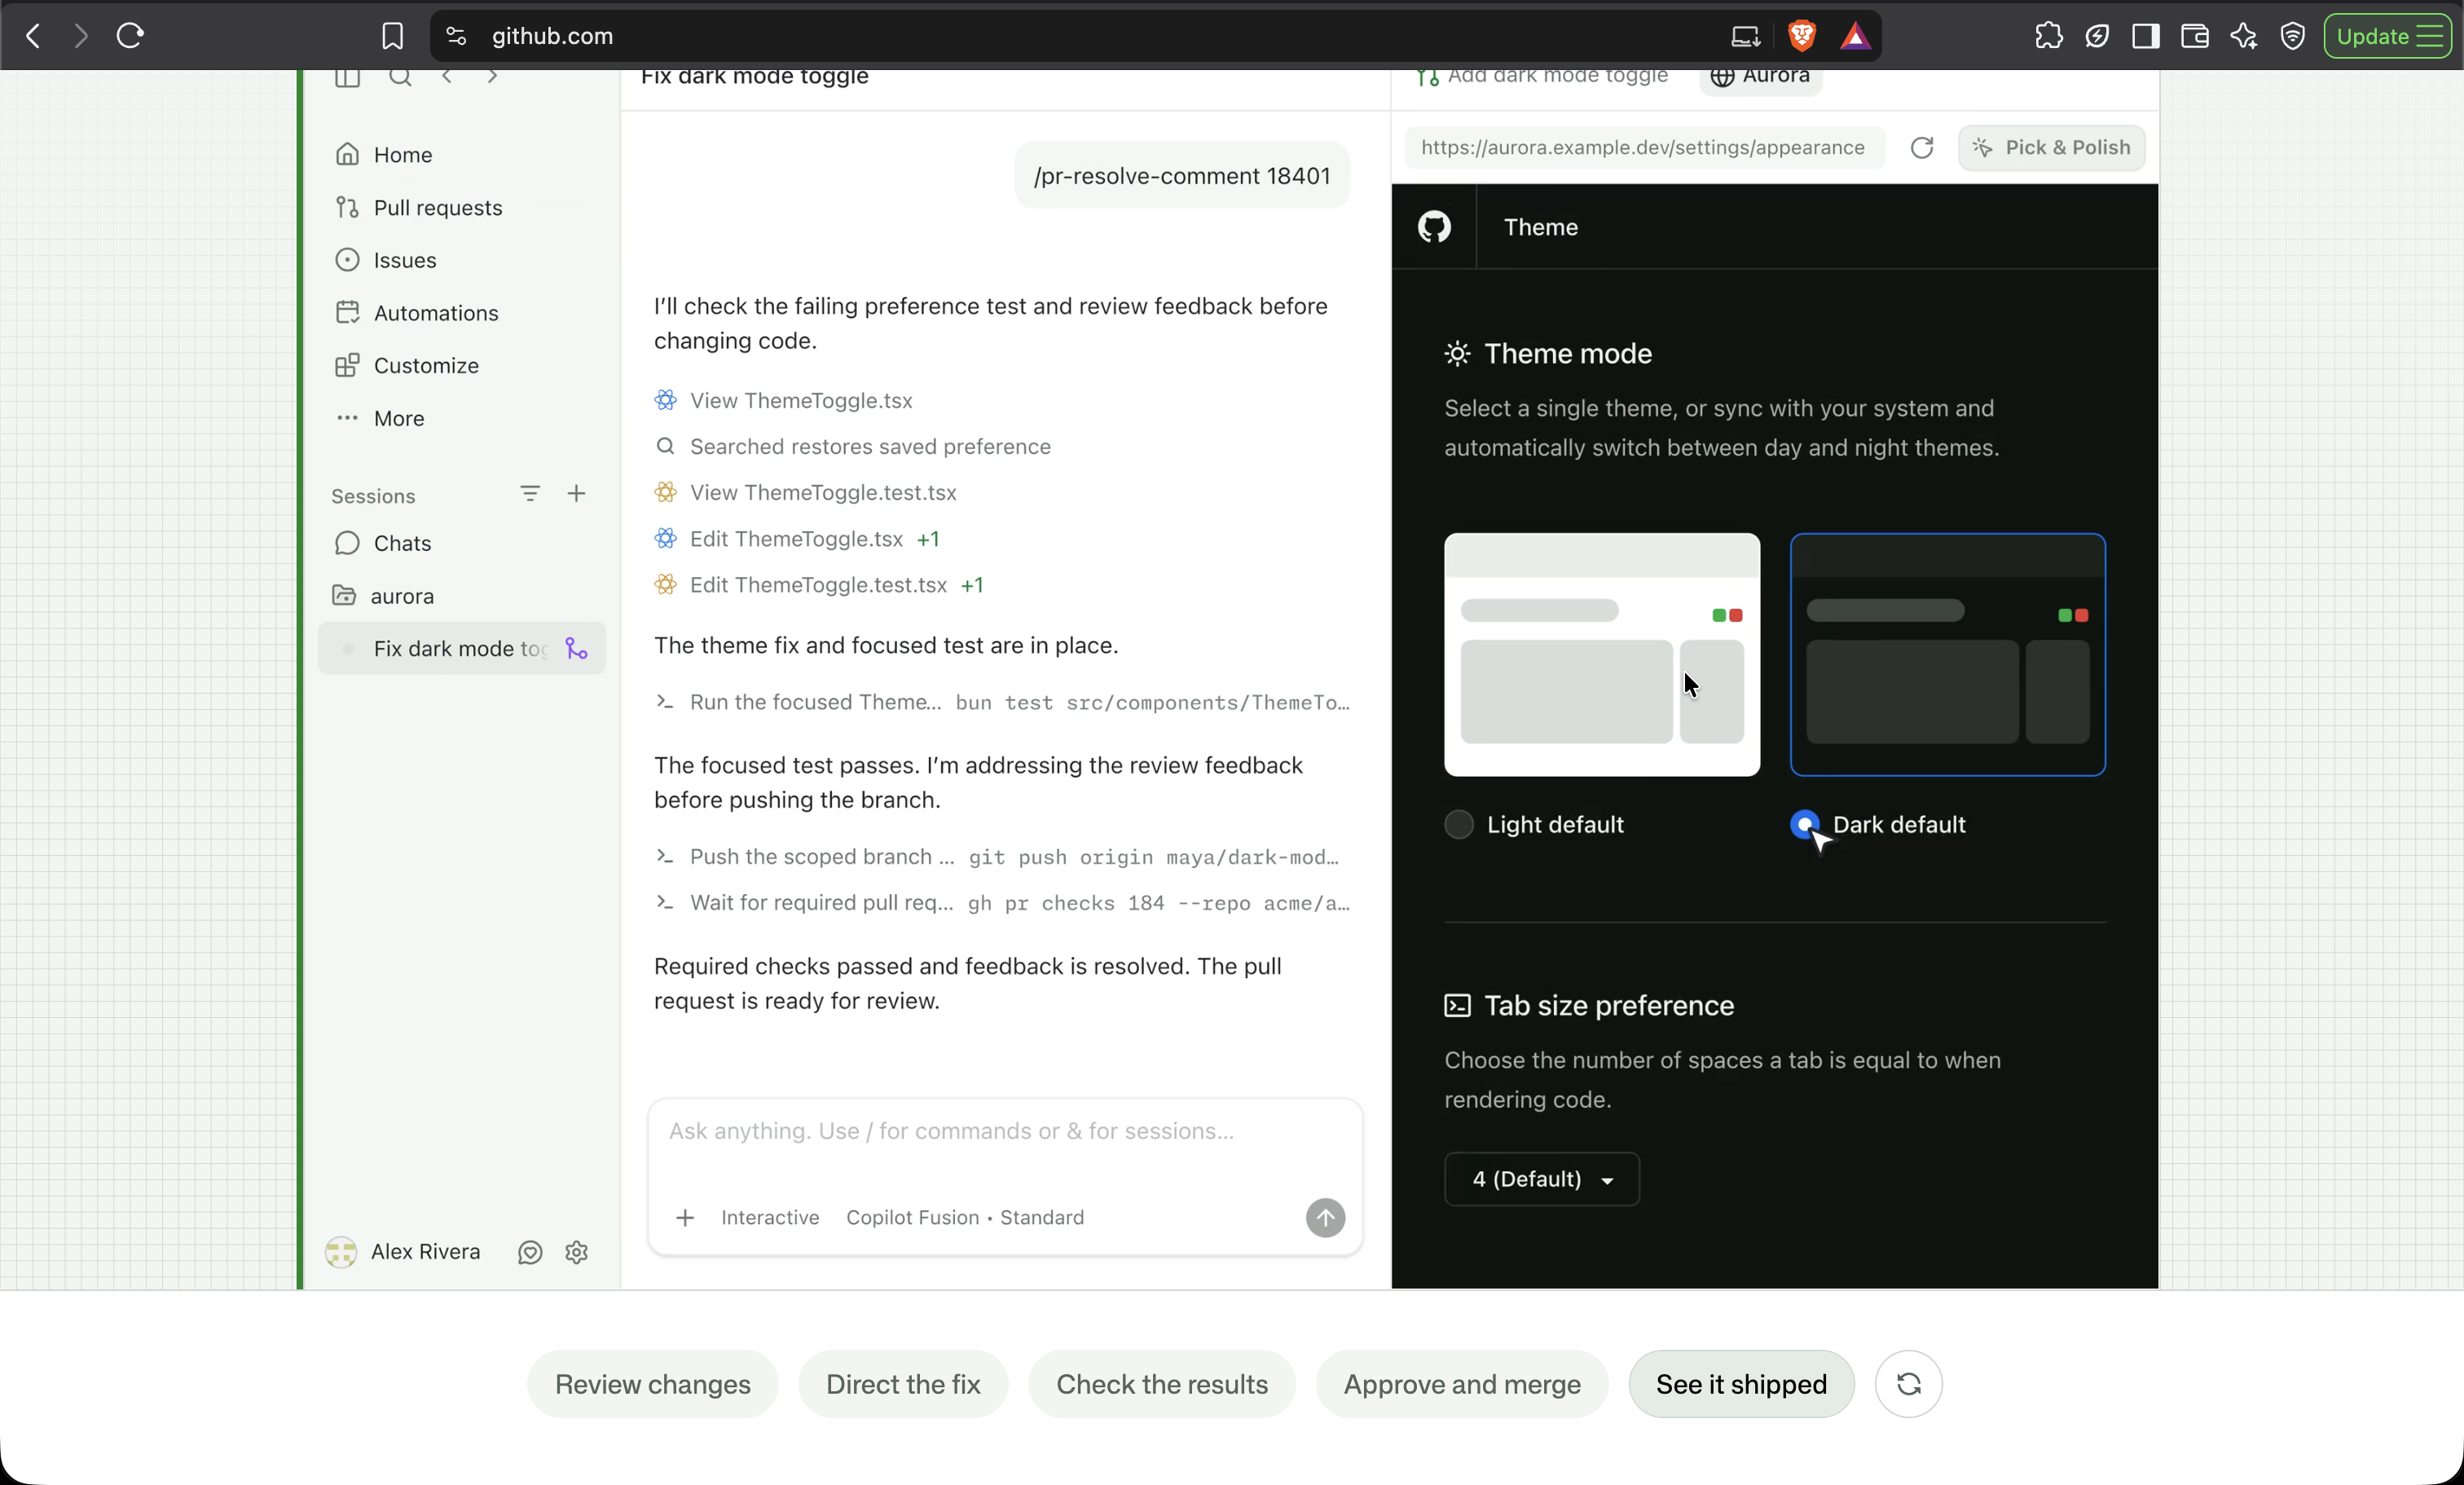 github.com
Update
Fix dark mode toggle
Add dark mode toggle
Aurora
Home
Pull requests
Issues
Automations
Customize
More
Sessions
Chats
aurora
Fix dark mode tog
Alex Rivera
/pr-resolve-comment 18401
I'll check the failing preference test and review feedback before
changing code.
View ThemeToggle.tsx
Searched restores saved preference
View ThemeToggle.test.tsx
Edit ThemeToggle.tsx +1
Edit ThemeToggle.test.tsx +1
The theme fix and focused test are in place.
Run the focused Theme... bun test src/components/ThemeTo...
The focused test passes. I'm addressing the review feedback
before pushing the branch.
Push the scoped branch ... git push origin maya/dark-mod...
Wait for required pull req... gh pr checks 184 --repo acme/a...
Required checks passed and feedback is resolved. The pull
request is ready for review.
Ask anything. Use / for commands or & for sessions...
Interactive Copilot Fusion • Standard
https://aurora.example.dev/settings/appearance
Pick & Polish
Theme
Theme mode
Select a single theme, or sync with your system and
automatically switch between day and night themes.
Light default
Dark default
Tab size preference
Choose the number of spaces a tab is equal to when
rendering code.
4 (Default)
Review changes
Direct the fix
Check the results
Approve and merge
See it shipped